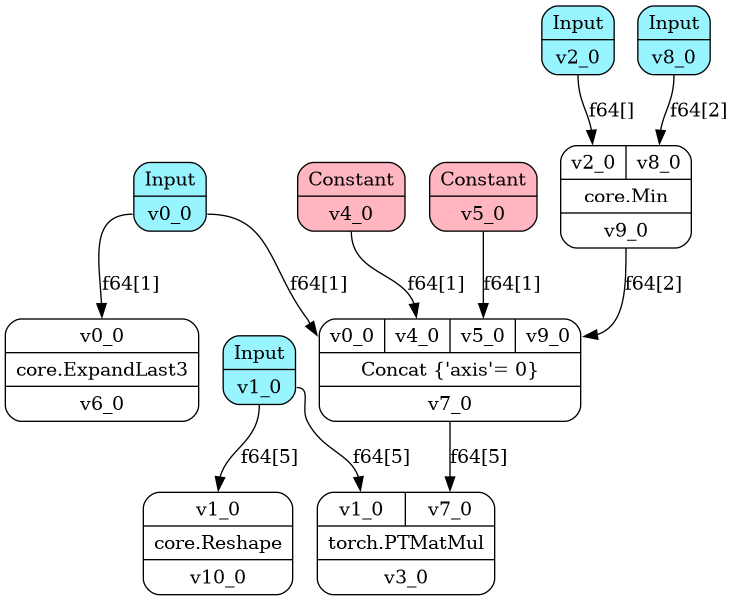 Input
v2_0
Input
v8_0
f64[]
f64[2]
v2_0
v8_0
core.Min
v9_0
Input
v0_0
Constant
v4_0
Constant
v5_0
f64[1]
f64[1]
f64[1]
f64[1]
f64[2]
v0_0
core.ExpandLast3
v6_0
v0_0
v4_0
v5_0
v9_0
Concat {'axis'= 0}
v7_0
Input
v1_0
f64[5]
f64[5]
f64[5]
v1_0
core.Reshape
v10_0
v1_0
v7_0
torch.PTMatMul
v3_0